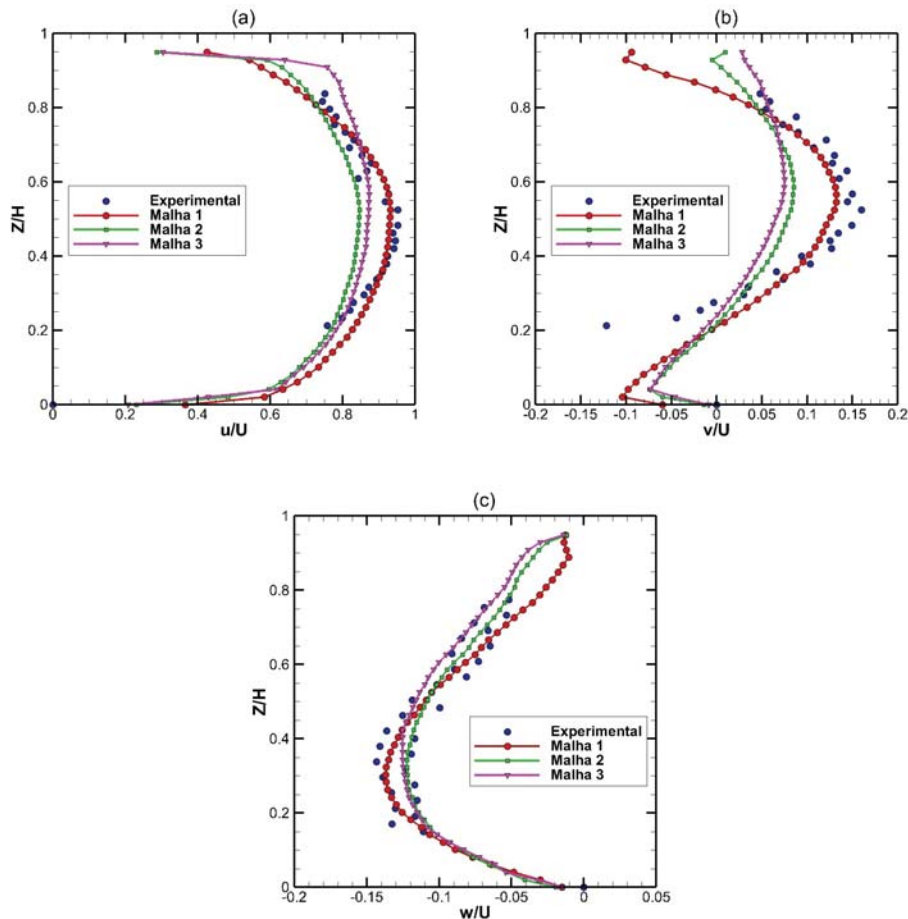 (a)
1
0.8
0.6
Z/H
0.4
0.2
0
0 0.2 0.4 0.6 0.8 1
u/U
Experimental
Malha 1
Malha 2
Malha 3
(b)
1
0.8
0.6
Z/H
0.4
0.2
0
-0.2 -0.15 -0.1 -0.05 0 0.05 0.1 0.15 0.2
v/U
Experimental
Malha 1
Malha 2
Malha 3
(c)
1
0.8
0.6
Z/H
0.4
0.2
0
-0.2 -0.15 -0.1 -0.05 0 0.05
w/U
Experimental
Malha 1
Malha 2
Malha 3